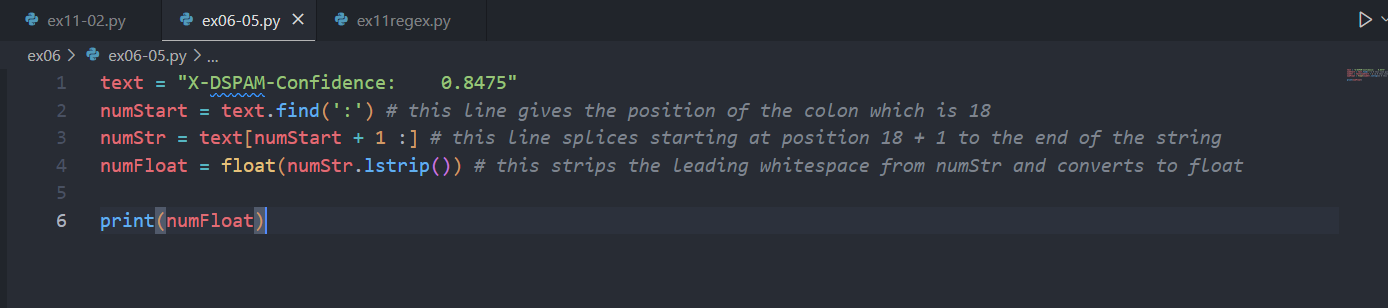 ex11-02.py ex06-05.py × ex11regex.py
ex06 > ex06-05.py > ...
1 text = "X-DSPAM-Confidence:    0.8475"
2 numStart = text.find(':') # this line gives the position of the colon which is 18
3 numStr = text[numStart + 1 :] # this line splices starting at position 18 + 1 to the end of the string
4 numFloat = float(numStr.lstrip()) # this strips the leading whitespace from numStr and converts to float
5
6 print(numFloat)